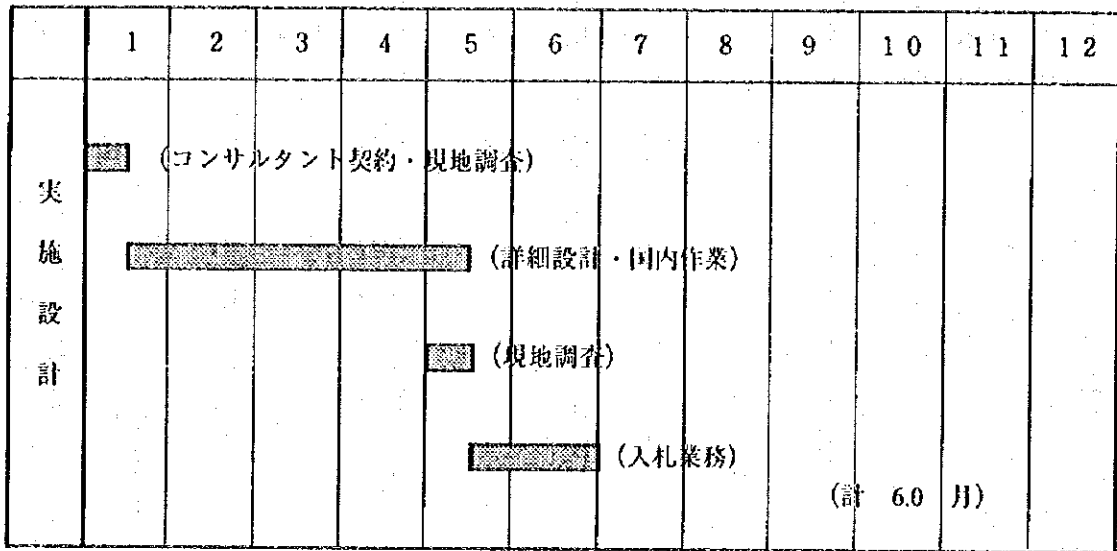 1 2 3 4 5 6 7 8 9 10 11 12
実施設計
(コンサルタント契約・現地調査)
(詳細設計・国内作業)
(現地調査)
(入札業務)
(計 6.0 月)